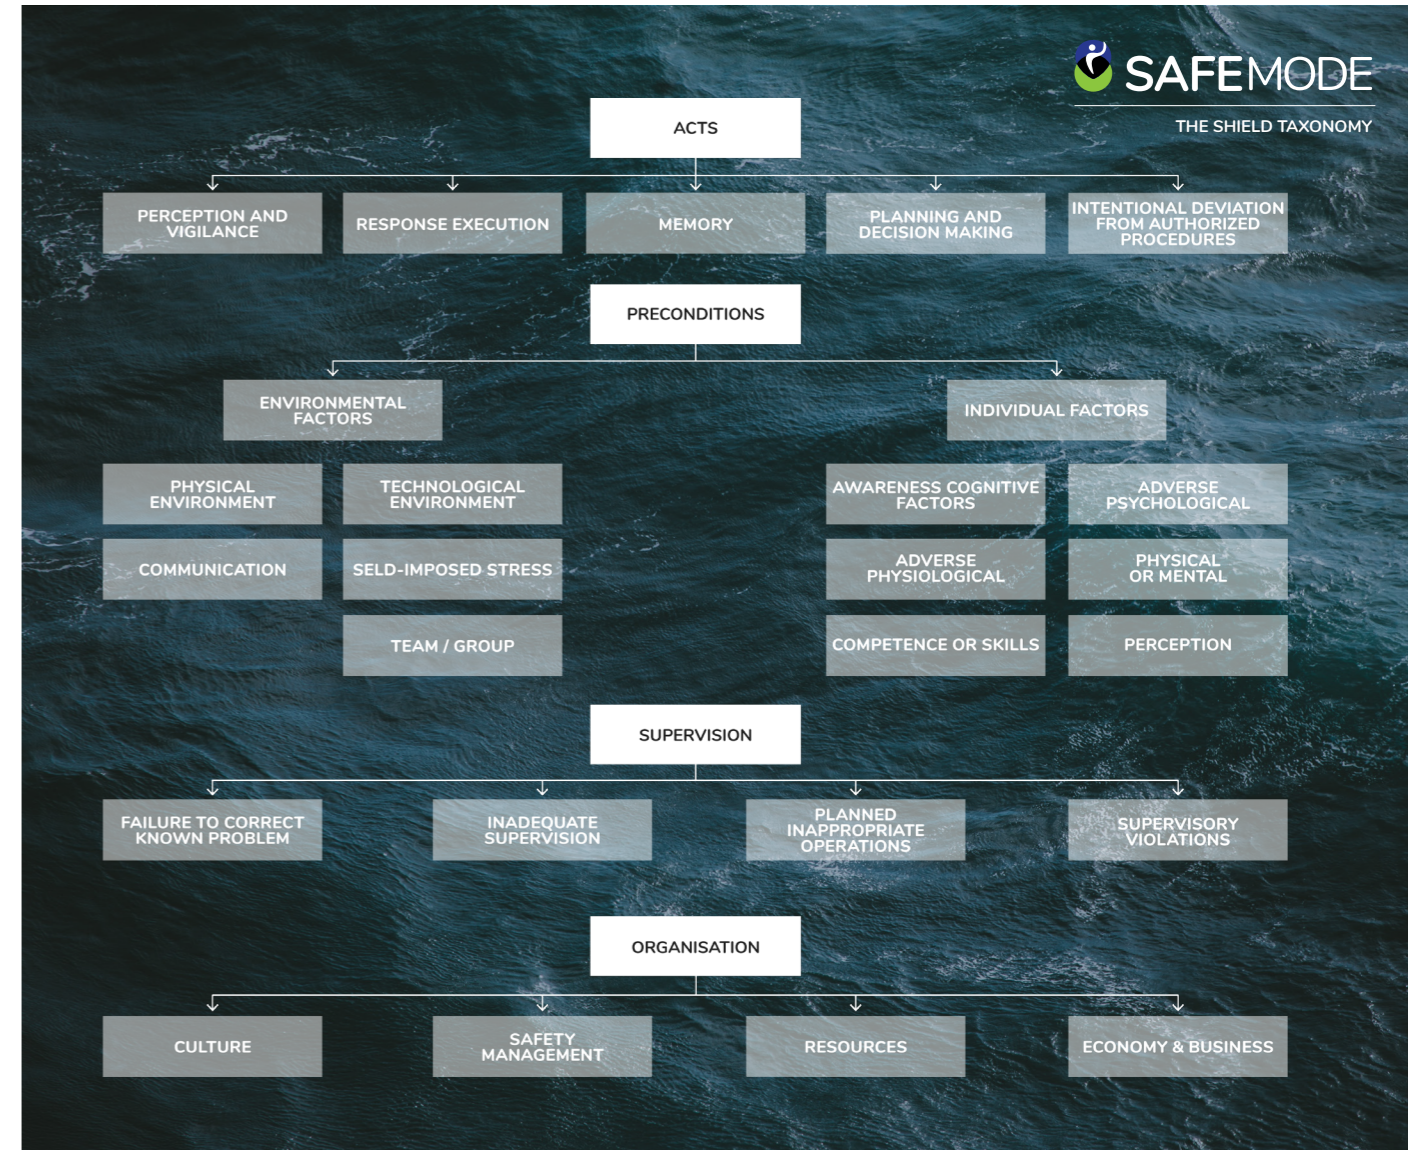 SAFEMODE
THE SHIELD TAXONOMY
ACTS
PERCEPTION AND
VIGILANCE
RESPONSE EXECUTION
MEMORY
PLANNING AND
DECISION MAKING
INTENTIONAL DEVIATION
FROM AUTHORIZED
PROCEDURES
PRECONDITIONS
ENVIRONMENTAL
FACTORS
INDIVIDUAL FACTORS
PHYSICAL
ENVIRONMENT
TECHNOLOGICAL
ENVIRONMENT
AWARENESS COGNITIVE
FACTORS
ADVERSE
PSYCHOLOGICAL
COMMUNICATION
SELD-IMPOSED STRESS
ADVERSE
PHYSIOLOGICAL
PHYSICAL
OR MENTAL
TEAM / GROUP
COMPETENCE OR SKILLS
PERCEPTION
SUPERVISION
FAILURE TO CORRECT
KNOWN PROBLEM
INADEQUATE
SUPERVISION
PLANNED
INAPPROPRIATE
OPERATIONS
SUPERVISORY
VIOLATIONS
ORGANISATION
CULTURE
SAFETY
MANAGEMENT
RESOURCES
ECONOMY & BUSINESS